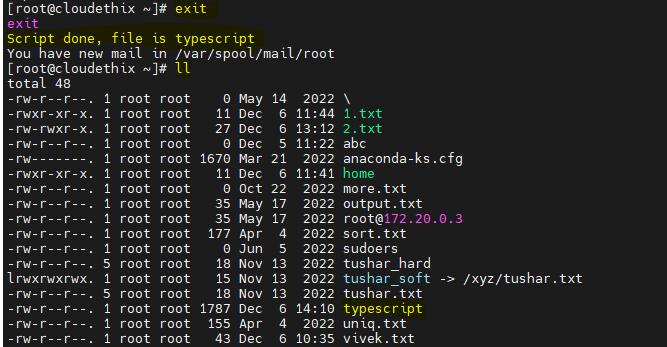 [root@cloudethix ~]# exit
exit
Script done, file is typescript
You have new mail in /var/spool/mail/root
[root@cloudethix ~]# ll
total 48
-rw-r--r--. 1 root root    0 May 14  2022 \
-rwxr-xr-x. 1 root root   11 Dec  6 11:44 1.txt
-rw-rwxr-x. 1 root root   27 Dec  6 13:12 2.txt
-rw-r--r--. 1 root root    0 Dec  5 11:22 abc
-rw-------. 1 root root 1670 Mar 21  2022 anaconda-ks.cfg
-rwxr-xr-x. 1 root root   11 Dec  6 11:41 home
-rw-r--r--. 1 root root    0 Oct 22  2022 more.txt
-rw-r--r--. 1 root root   35 May 17  2022 output.txt
-rw-r--r--. 1 root root   35 May 17  2022 root@172.20.0.3
-rw-r--r--. 1 root root  177 Apr  4  2022 sort.txt
-rw-r--r--. 1 root root    0 Jun  5  2022 sudoers
-rw-r--r--. 5 root root   18 Nov 13  2022 tushar_hard
lrwxrwxrwx. 1 root root   15 Nov 13  2022 tushar_soft -> /xyz/tushar.txt
-rw-r--r--. 5 root root   18 Nov 13  2022 tushar.txt
-rw-r--r--. 1 root root 1787 Dec  6 14:10 typescript
-rw-r--r--. 1 root root  155 Apr  4  2022 uniq.txt
-rw-r--r--. 1 root root   43 Dec  6 10:35 vivek.txt